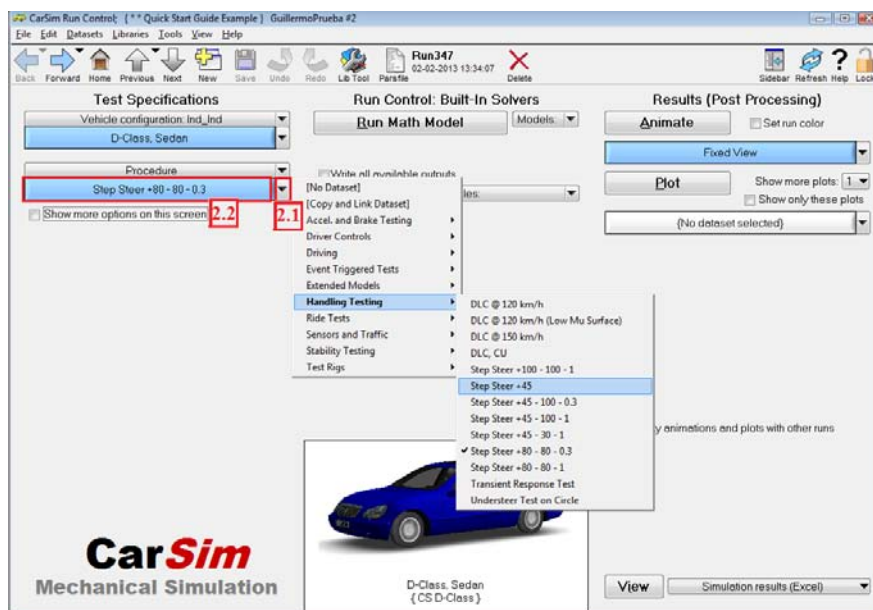 CarSim Run Control; { * * Quick Start Guide Example } GuillermoPrueba #2
File Edit Datasets Libraries Tools View Help
Back Forward Home Previous Next New Save Undo Redo Lib Tool Parsfile
Run347
02-02-2013 13:34:07
Delete Sidebar Refresh Help Lock
Test Specifications
Vehicle configuration: Ind_Ind
D-Class, Sedan
Procedure
Step Steer +80 - 80 - 0.3
2.1
Show more options on this screen
2.2
Run Control: Built-In Solvers
Run Math Model
Models:
Write all available outputs
[No Dataset]
[Copy and Link Dataset]
Accel. and Brake Testing
Driver Controls
Driving
Event Triggered Tests
Extended Models
Handling Testing
Ride Tests
Sensors and Traffic
Stability Testing
Test Rigs
DLC @ 120 km/h
DLC @ 120 km/h (Low Mu Surface)
DLC @ 150 km/h
DLC, CU
Step Steer +100 - 100 - 1
Step Steer +45
Step Steer +45 - 100 - 0.3
Step Steer +45 - 100 - 1
Step Steer +45 - 30 - 1
Step Steer +80 - 80 - 0.3
Step Steer +80 - 80 - 1
Transient Response Test
Understeer Test on Circle
Results (Post Processing)
Animate
Set run color
Fixed View
Plot
Show more plots: 1
Show only these plots
(No dataset selected)
animations and plots with other runs
CarSim
Mechanical Simulation
D-Class, Sedan
{ CS D-Class }
View
Simulation results (Excel)